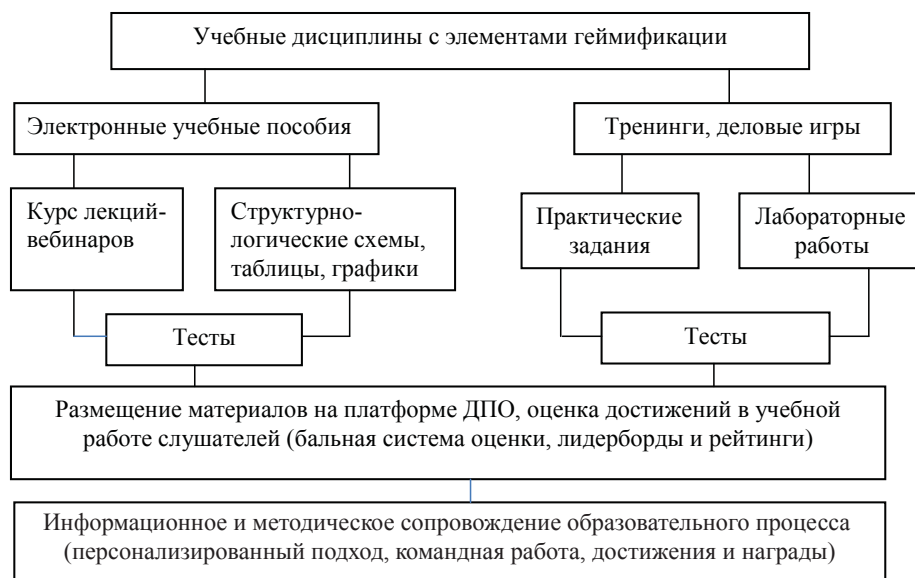 Учебные дисциплины с элементами геймификации
Электронные учебные пособия
Тренинги, деловые игры
Курс лекций-
вебинаров
Структурно-
логические схемы,
таблицы, графики
Практические
задания
Лабораторные
работы
Тесты
Тесты
Размещение материалов на платформе ДПО, оценка достижений в учебной
работе слушателей (бальная система оценки, лидерборды и рейтинги)
Информационное и методическое сопровождение образовательного процесса
(персонализированный подход, командная работа, достижения и награды)